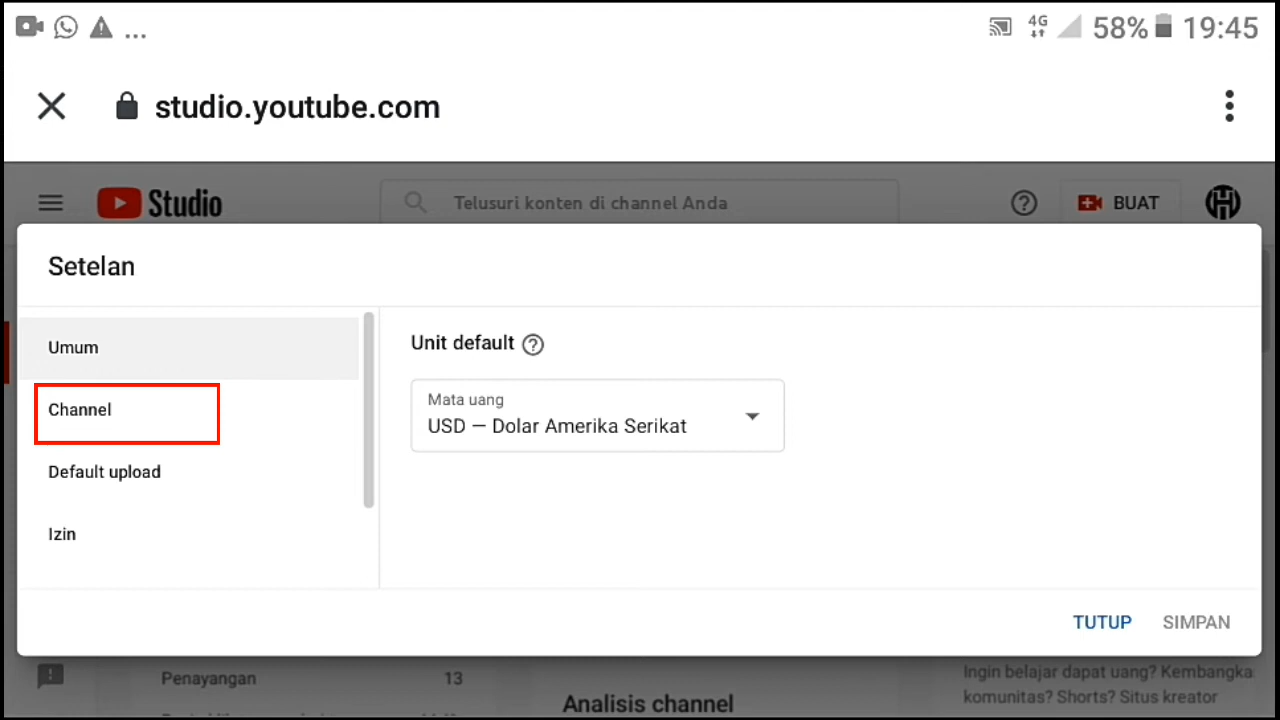 ... 4G 58% 19:45
studio.youtube.com
Studio
Telusuri konten di channel Anda
BUAT
Setelan
Umum
Channel
Default upload
Izin
Unit default
Mata uang
USD — Dolar Amerika Serikat
TUTUP SIMPAN
Penayangan 13
Analisis channel
Ingin belajar dapat uang? Kembangka
komunitas? Shorts? Situs kreator